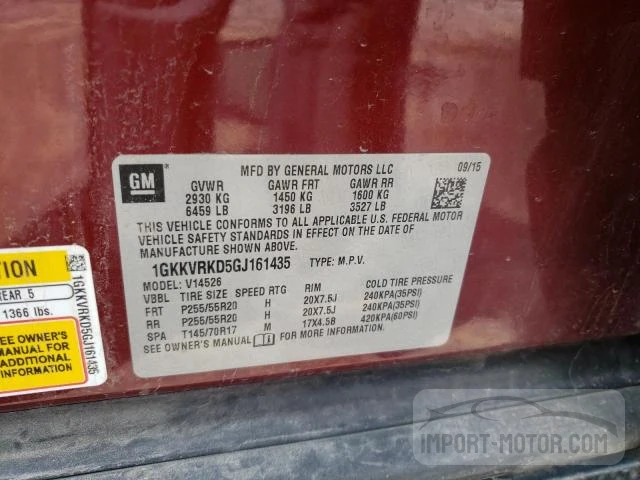 GM
MFD BY GENERAL MOTORS LLC
09/15
GVWR GAWR FRT GAWR RR
2930 KG 1450 KG 1600 KG
6459 LB 3196 LB 3527 LB
THIS VEHICLE CONFORMS TO ALL APPLICABLE U.S. FEDERAL MOTOR
VEHICLE SAFETY STANDARDS IN EFFECT ON THE DATE OF
MANUFACTURE SHOWN ABOVE.
1GKKVRKD5GJ161435 TYPE: M.P.V.
MODEL: V14526
VBBL TIRE SIZE SPEED RTG RIM COLD TIRE PRESSURE
FRT P255/55R20 H 20X7.5J 240KPA(35PSI)
RR P255/55R20 H 20X7.5J 240KPA(35PSI)
SPA T145/70R17 M 17X4.5B 420KPA(60PSI)
SEE OWNER'S MANUAL FOR MORE INFORMATION
TION
REAR 5
1366 lbs.
SEE OWNER'S
MANUAL FOR
ADDITIONAL
INFORMATION
1GKKVRKD5GJ161435
IMPORT-MOTOR.COM